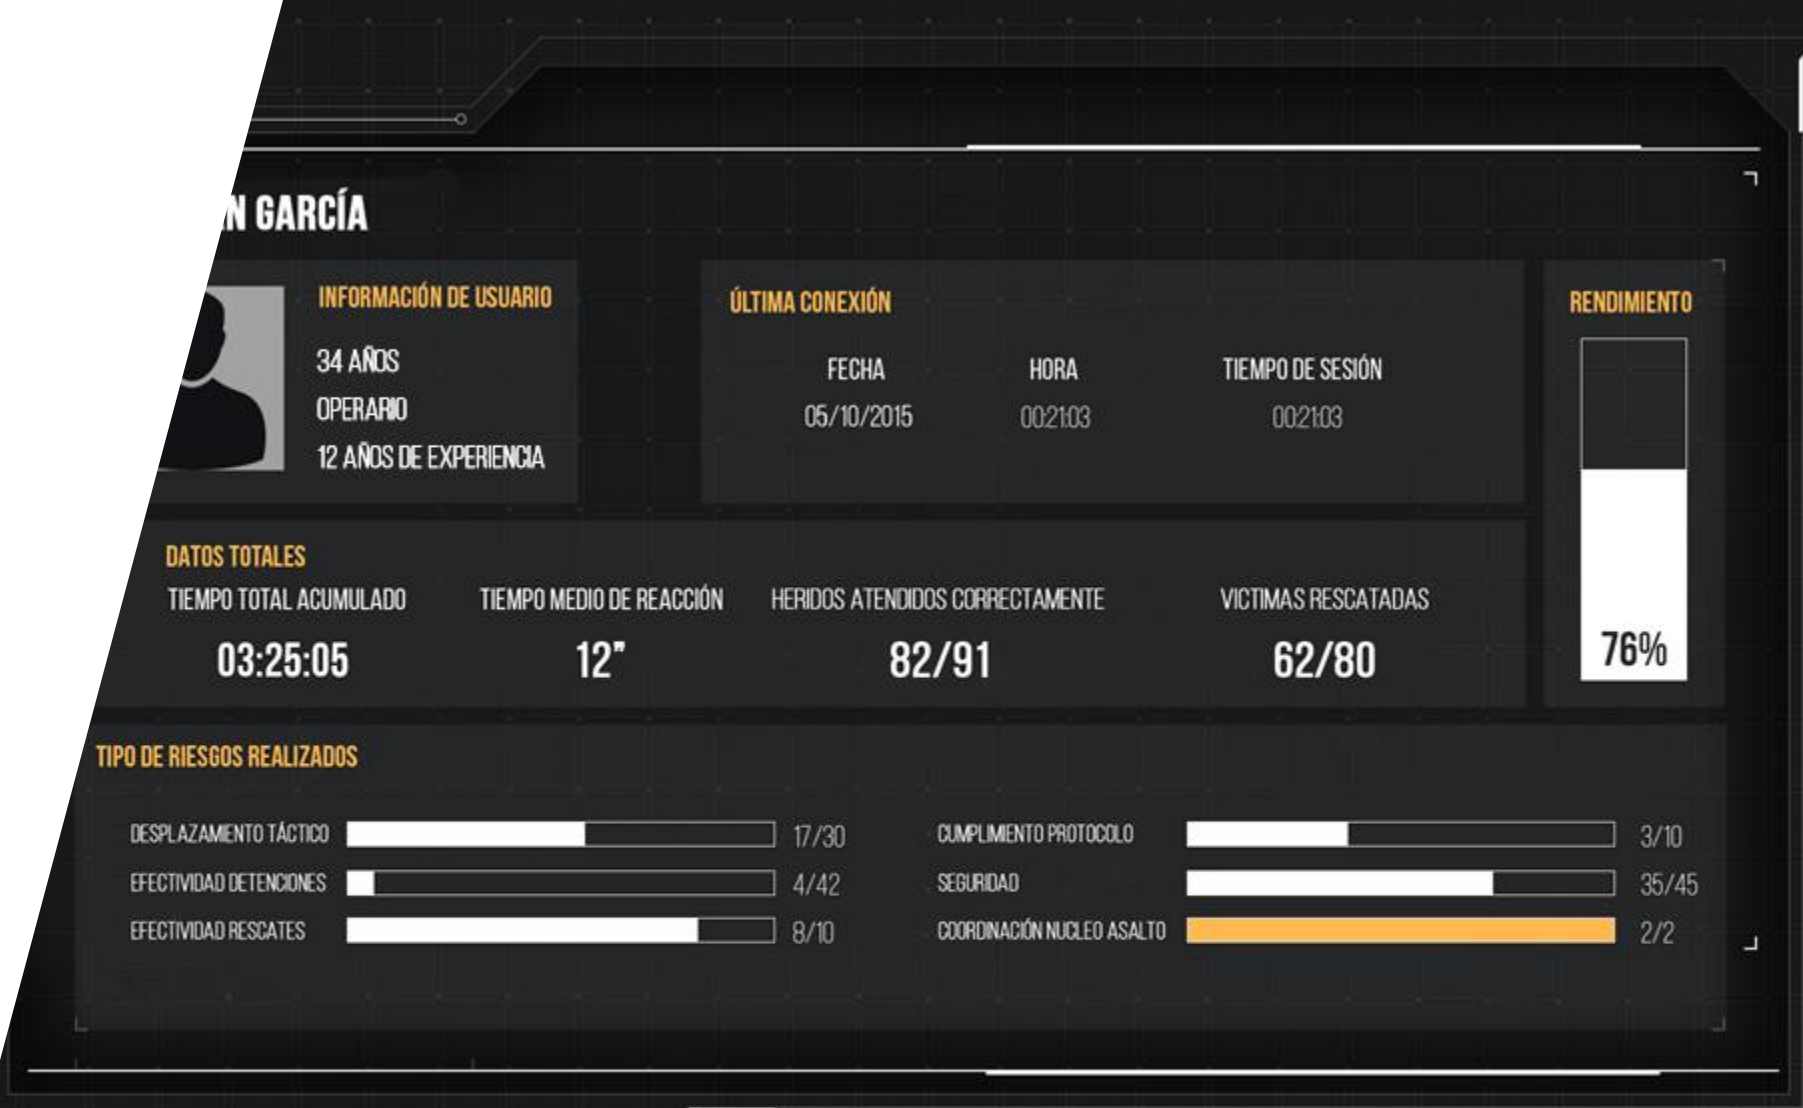 N GARCÍA
INFORMACIÓN DE USUARIO
34 AÑOS
OPERARIO
12 AÑOS DE EXPERIENCIA
ÚLTIMA CONEXIÓN
FECHA HORA TIEMPO DE SESIÓN
05/10/2015 00:21:03 00:21:03
RENDIMIENTO
76%
DATOS TOTALES
TIEMPO TOTAL ACUMULADO TIEMPO MEDIO DE REACCIÓN HERIDOS ATENDIDOS CORRECTAMENTE VICTIMAS RESCATADAS
03:25:05 12” 82/91 62/80
TIPO DE RIESGOS REALIZADOS
DESPLAZAMIENTO TÁCTICO 17/30
EFECTIVIDAD DETENCIONES 4/42
EFECTIVIDAD RESCATES 8/10
CUMPLIMIENTO PROTOCOLO 3/10
SEGURIDAD 35/45
COORDINACIÓN NUCLEO ASALTO 2/2